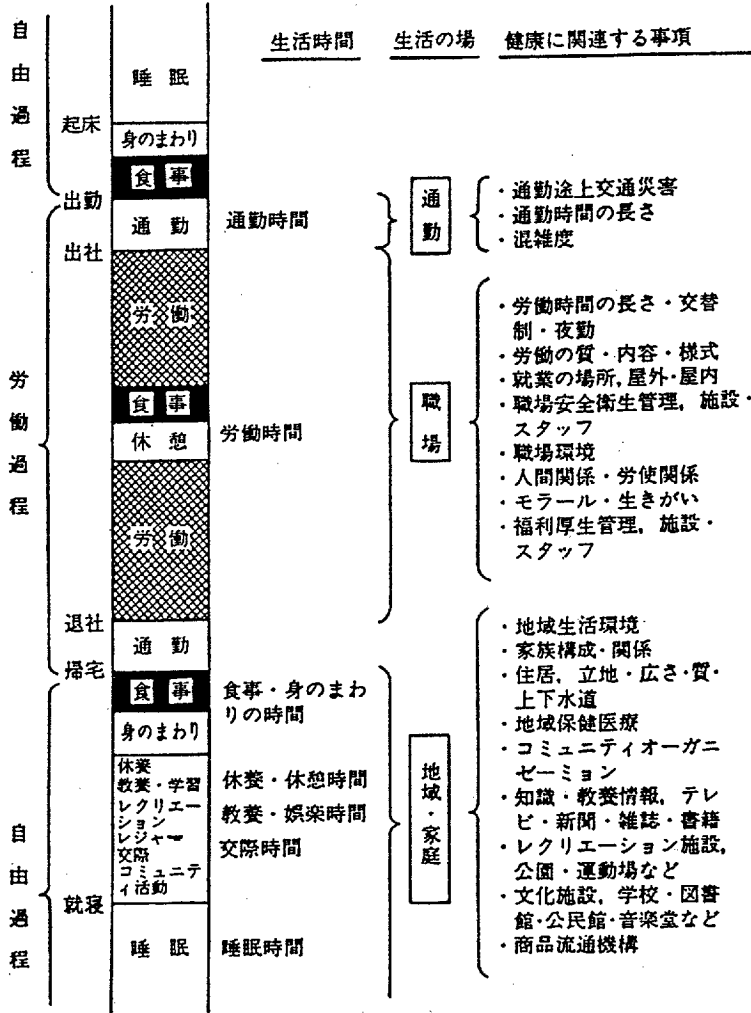 生活時間
生活の場
健康に関連する事項
自由過程
睡眠
起床
身のまわり
食事
出勤
通勤
通勤時間
通勤
・通勤途上交通災害
・通勤時間の長さ
・混雑度
出社
労働過程
労働
食事
休憩
労働時間
労働
職場
・労働時間の長さ・交替
制・夜勤
・労働の質・内容・様式
・就業の場所,屋外・屋内
・職場安全衛生管理,施設・
スタッフ
・職場環境
・人間関係・労使関係
・モラール・生きがい
・福利厚生管理,施設・
スタッフ
退社
通勤
帰宅
自由過程
食事
食事・身のまわ
りの時間
身のまわり
休養
教養・学習
レクリエー
ション
レジャー
交際
コミュニテ
ィ活動
休養・休憩時間
教養・娯楽時間
交際時間
就寝
睡眠
睡眠時間
地域・家庭
・地域生活環境
・家族構成・関係
・住居,立地・広さ・質・
上下水道
・地域保健医療
・コミュニティオーガニ
ゼーミョン
・知識・教養情報,テレ
ビ・新聞・雑誌・書籍
・レクリエーション施設,
公園・運動場など
・文化施設,学校・図書
館・公民館・音楽堂など
・商品流通機構